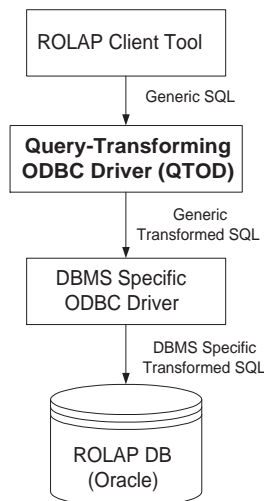 ROLAP Client Tool
Generic SQL
Query-Transforming
ODBC Driver (QTOD)
Generic
Transformed SQL
DBMS Specific
ODBC Driver
DBMS Specific
Transformed SQL
ROLAP DB
(Oracle)